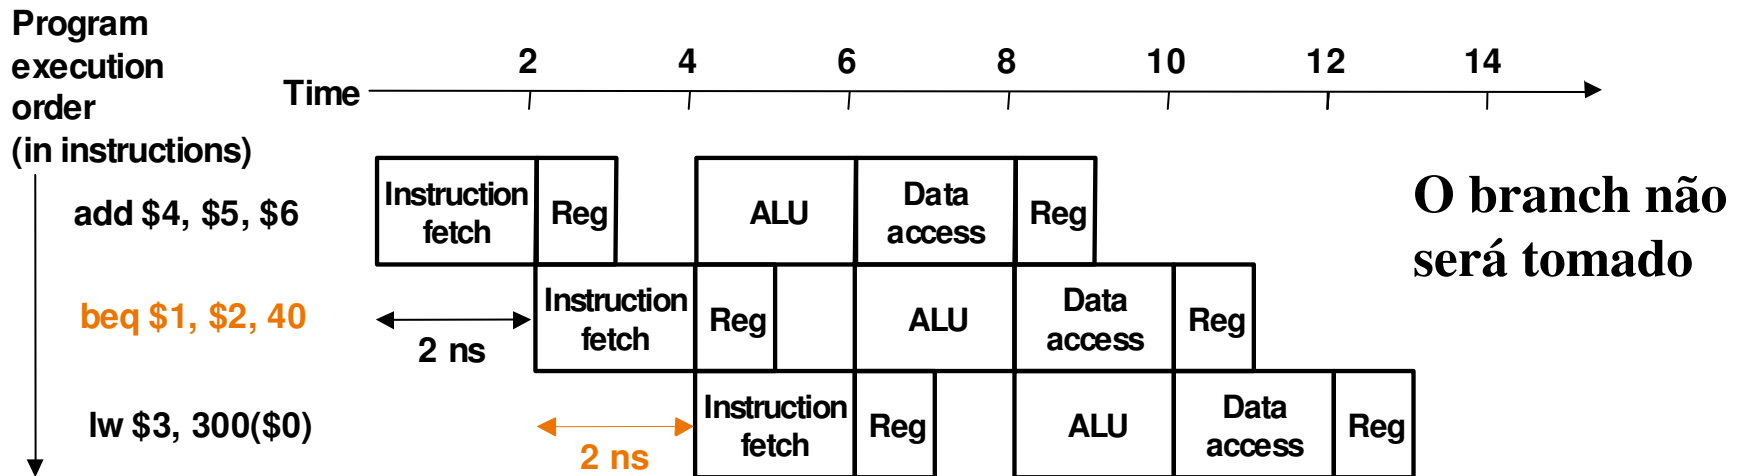 Program
execution
order
(in instructions)
Time
2 4 6 8 10 12 14
add $4, $5, $6
Instruction
fetch
Reg
ALU
Data
access
Reg
O branch não
será tomado
beq $1, $2, 40
2 ns
Instruction
fetch
Reg
ALU
Data
access
Reg
lw $3, 300($0)
2 ns
Instruction
fetch
Reg
ALU
Data
access
Reg